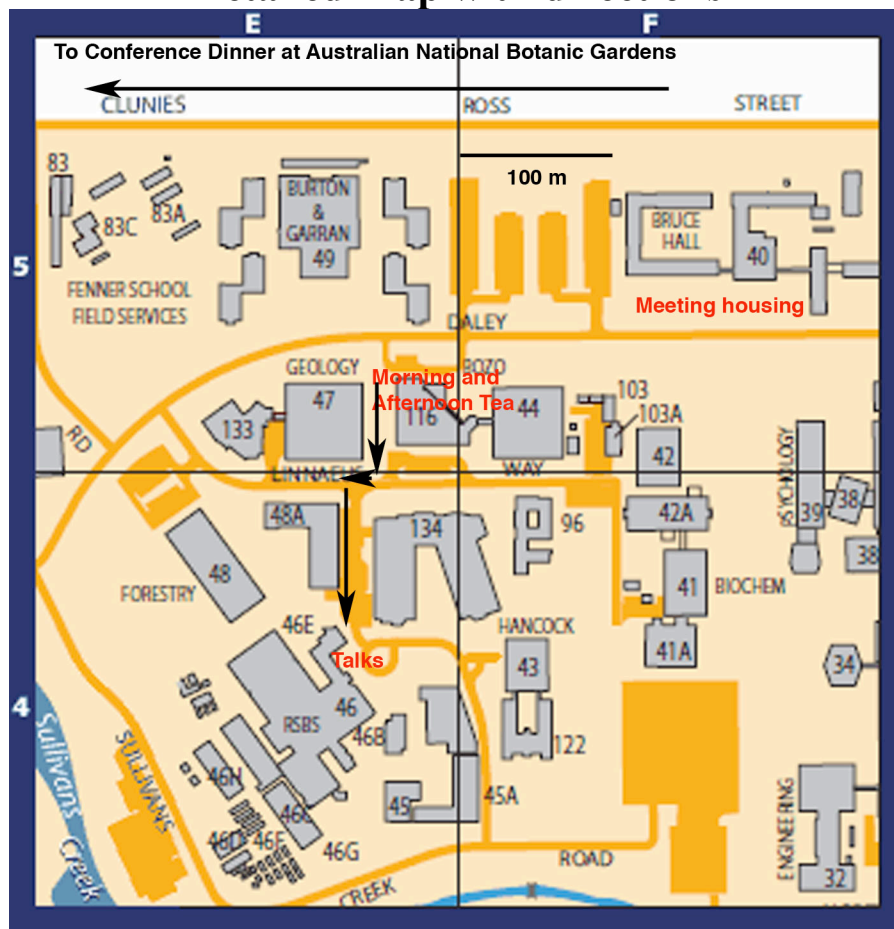 E
F
To Conference Dinner at Australian National Botanic Gardens
CLUNIES
ROSS
STREET
83
100 m
83A
83C
BURTON
&
GARRAN
49
BRUCE
HALL
40
5
FENNER SCHOOL
FIELD SERVICES
Meeting housing
DALEY
GEOLOGY
BOZO
Morning and
Afternoon Tea
47
116
44
103
103A
133
42
RD
LINNAEUS
WAY
PSYCHOLOGY
39
38
48A
134
96
42A
38
48
FORESTRY
41
BIOCHEM
46E
HANCOCK
Talks
43
41A
34
4
46
RSBS
46B
122
Sullivans
Creek
SULLIVANS
46H
46C
45
45A
46D
46F
46G
ENGINEERING
32
CREEK
ROAD